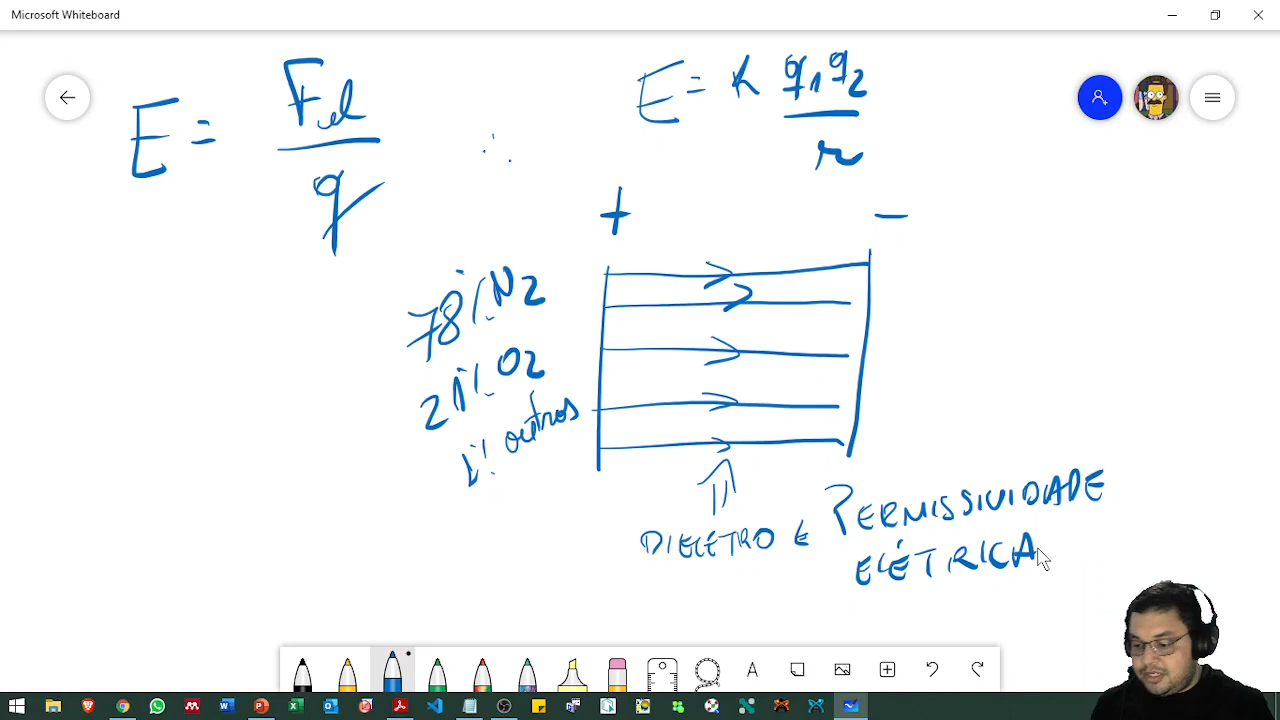 Microsoft Whiteboard
E = Fel / q ∴ E = K q1q2 / r
+ −
78% N2
21% O2
1% outros
DIELETRO E PERMISSIVIDADE
ELÉTRICA
A